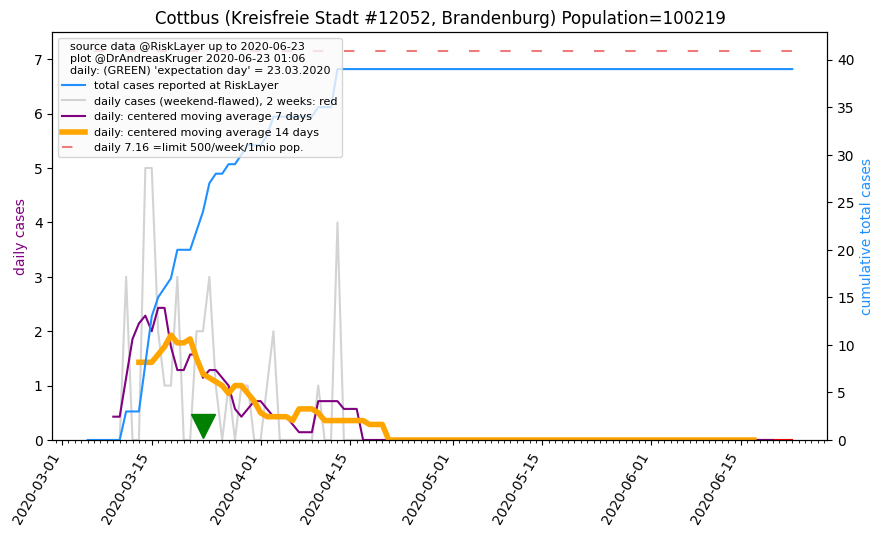 Cottbus (Kreisfreie Stadt #12052, Brandenburg) Population=100219
source data @RiskLayer up to 2020-06-23
plot @DrAndreasKruger 2020-06-23 01:06
daily: (GREEN) 'expectation day' = 23.03.2020
total cases reported at RiskLayer
daily cases (weekend-flawed), 2 weeks: red
daily: centered moving average 7 days
daily: centered moving average 14 days
daily 7.16 =limit 500/week/1mio pop.
daily cases
7
6
5
4
3
2
1
0
cumulative total cases
40
35
30
25
20
15
10
5
0
2020-03-01
2020-03-15
2020-04-01
2020-04-15
2020-05-01
2020-05-15
2020-06-01
2020-06-15